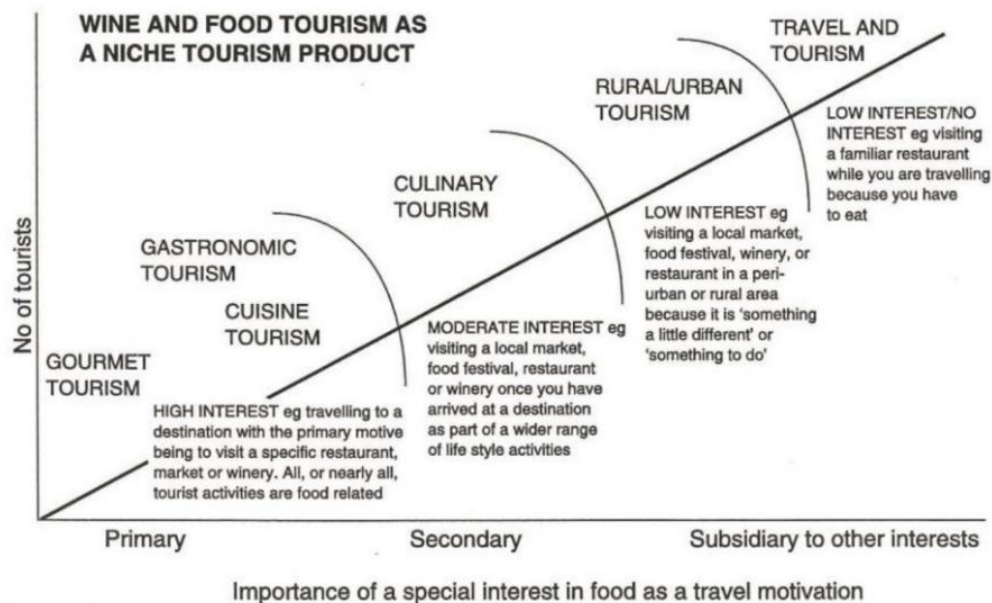 WINE AND FOOD TOURISM AS
A NICHE TOURISM PRODUCT
TRAVEL AND
TOURISM
RURAL/URBAN
TOURISM
LOW INTEREST/NO
INTEREST eg visiting
a familiar restaurant
while you are travelling
because you have
to eat
CULINARY
TOURISM
LOW INTEREST eg
visiting a local market,
food festival, winery, or
restaurant in a peri-
urban or rural area
because it is ‘something
a little different’ or
‘something to do’
GASTRONOMIC
TOURISM
CUISINE
TOURISM
MODERATE INTEREST eg
visiting a local market,
food festival, restaurant
or winery once you have
arrived at a destination
as part of a wider range
of life style activities
GOURMET
TOURISM
HIGH INTEREST eg travelling to a
destination with the primary motive
being to visit a specific restaurant,
market or winery. All, or nearly all,
tourist activities are food related
No of tourists
Primary
Secondary
Subsidiary to other interests
Importance of a special interest in food as a travel motivation